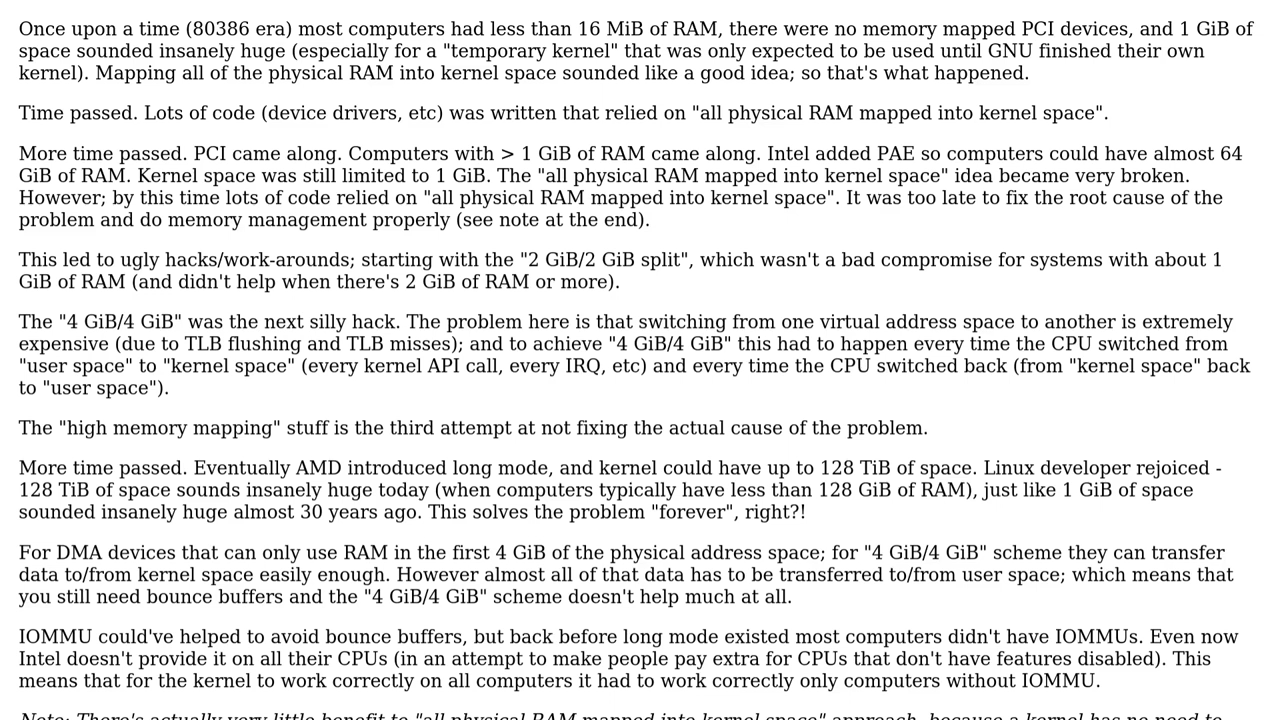 Once upon a time (80386 era) most computers had less than 16 MiB of RAM, there were no memory mapped PCI devices, and 1 GiB of
space sounded insanely huge (especially for a "temporary kernel" that was only expected to be used until GNU finished their own
kernel). Mapping all of the physical RAM into kernel space sounded like a good idea; so that's what happened.
Time passed. Lots of code (device drivers, etc) was written that relied on "all physical RAM mapped into kernel space".
More time passed. PCI came along. Computers with > 1 GiB of RAM came along. Intel added PAE so computers could have almost 64
GiB of RAM. Kernel space was still limited to 1 GiB. The "all physical RAM mapped into kernel space" idea became very broken.
However; by this time lots of code relied on "all physical RAM mapped into kernel space". It was too late to fix the root cause of the
problem and do memory management properly (see note at the end).
This led to ugly hacks/work-arounds; starting with the "2 GiB/2 GiB split", which wasn't a bad compromise for systems with about 1
GiB of RAM (and didn't help when there's 2 GiB of RAM or more).
The "4 GiB/4 GiB" was the next silly hack. The problem here is that switching from one virtual address space to another is extremely
expensive (due to TLB flushing and TLB misses); and to achieve "4 GiB/4 GiB" this had to happen every time the CPU switched from
"user space" to "kernel space" (every kernel API call, every IRQ, etc) and every time the CPU switched back (from "kernel space" back
to "user space").
The "high memory mapping" stuff is the third attempt at not fixing the actual cause of the problem.
More time passed. Eventually AMD introduced long mode, and kernel could have up to 128 TiB of space. Linux developer rejoiced -
128 TiB of space sounds insanely huge today (when computers typically have less than 128 GiB of RAM), just like 1 GiB of space
sounded insanely huge almost 30 years ago. This solves the problem "forever", right?!
For DMA devices that can only use RAM in the first 4 GiB of the physical address space; for "4 GiB/4 GiB" scheme they can transfer
data to/from kernel space easily enough. However almost all of that data has to be transferred to/from user space; which means that
you still need bounce buffers and the "4 GiB/4 GiB" scheme doesn't help much at all.
IOMMU could've helped to avoid bounce buffers, but back before long mode existed most computers didn't have IOMMUs. Even now
Intel doesn't provide it on all their CPUs (in an attempt to make people pay extra for CPUs that don't have features disabled). This
means that for the kernel to work correctly on all computers it had to work correctly only computers without IOMMU.
Note: There's actually very little benefit to "all physical RAM mapped into kernel space" approach, because a kernel has no need to